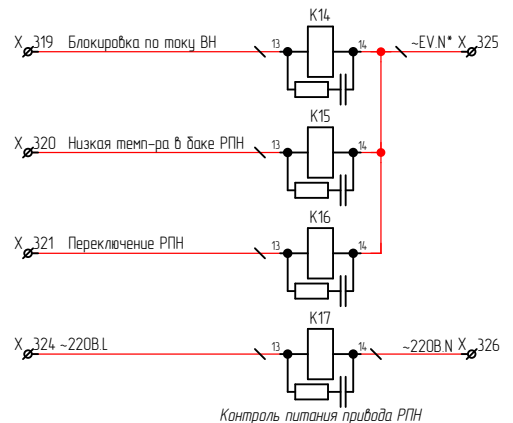 K14
X 319 Блокировка по току ВН 13 14 ~EV.N* X 325
K15
X 320 Низкая темп-ра в баке РПН 13 14
K16
X 321 Переключение РПН 13 14
K17
X 324 ~220В.L 13 14 ~220В.N X 326
Контроль питания привода РПН